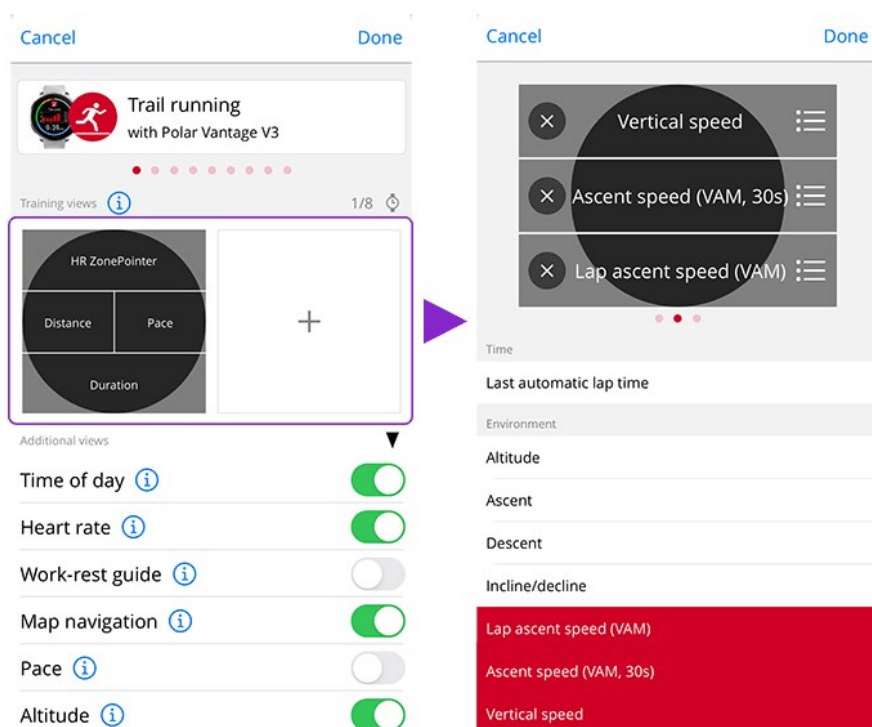 Cancel
Done
Trail running
with Polar Vantage V3
Training views
1/8
HR ZonePointer
Distance
Pace
Duration
Additional views
Time of day
Heart rate
Work-rest guide
Map navigation
Pace
Altitude
Cancel
Done
Vertical speed
Ascent speed (VAM, 30s)
Lap ascent speed (VAM)
Time
Last automatic lap time
Environment
Altitude
Ascent
Descent
Incline/decline
Lap ascent speed (VAM)
Ascent speed (VAM, 30s)
Vertical speed